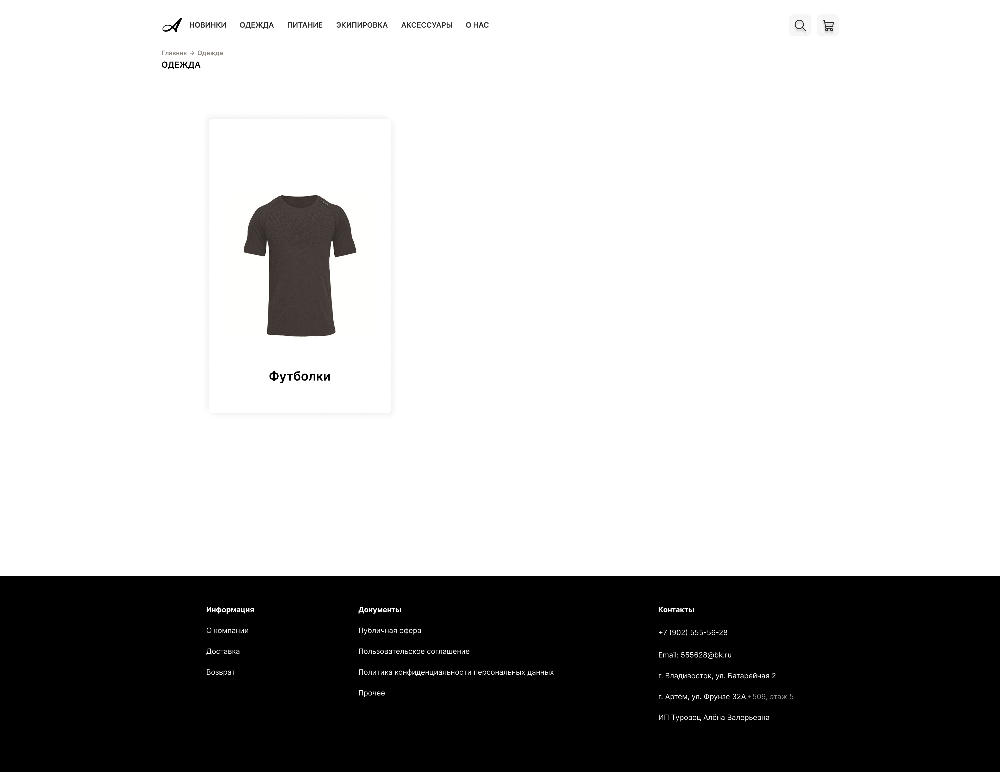 A
НОВИНКИ ОДЕЖДА ПИТАНИЕ ЭКИПИРОВКА АКСЕССУАРЫ О НАС
Главная → Одежда
ОДЕЖДА
ALPHA
Футболки
Информация
О компании
Доставка
Возврат
Документы
Публичная офера
Пользовательское соглашение
Политика конфиденциальности персональных данных
Прочее
Контакты
+7 (902) 555-56-28
Email: 555628@bk.ru
г. Владивосток, ул. Батарейная 2
г. Артём, ул. Фрунзе 32А • 509, этаж 5
ИП Туровец Алёна Валерьевна